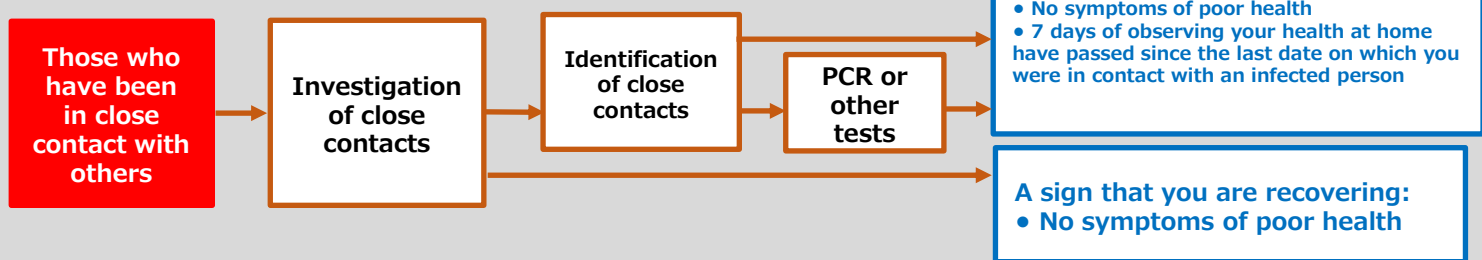 Those who
have been
in close
contact with
others
Investigation
of close
contacts
Identification
of close
contacts
PCR or
other
tests
● No symptoms of poor health
● 7 days of observing your health at home
have passed since the last date on which you
were in contact with an infected person
A sign that you are recovering:
● No symptoms of poor health